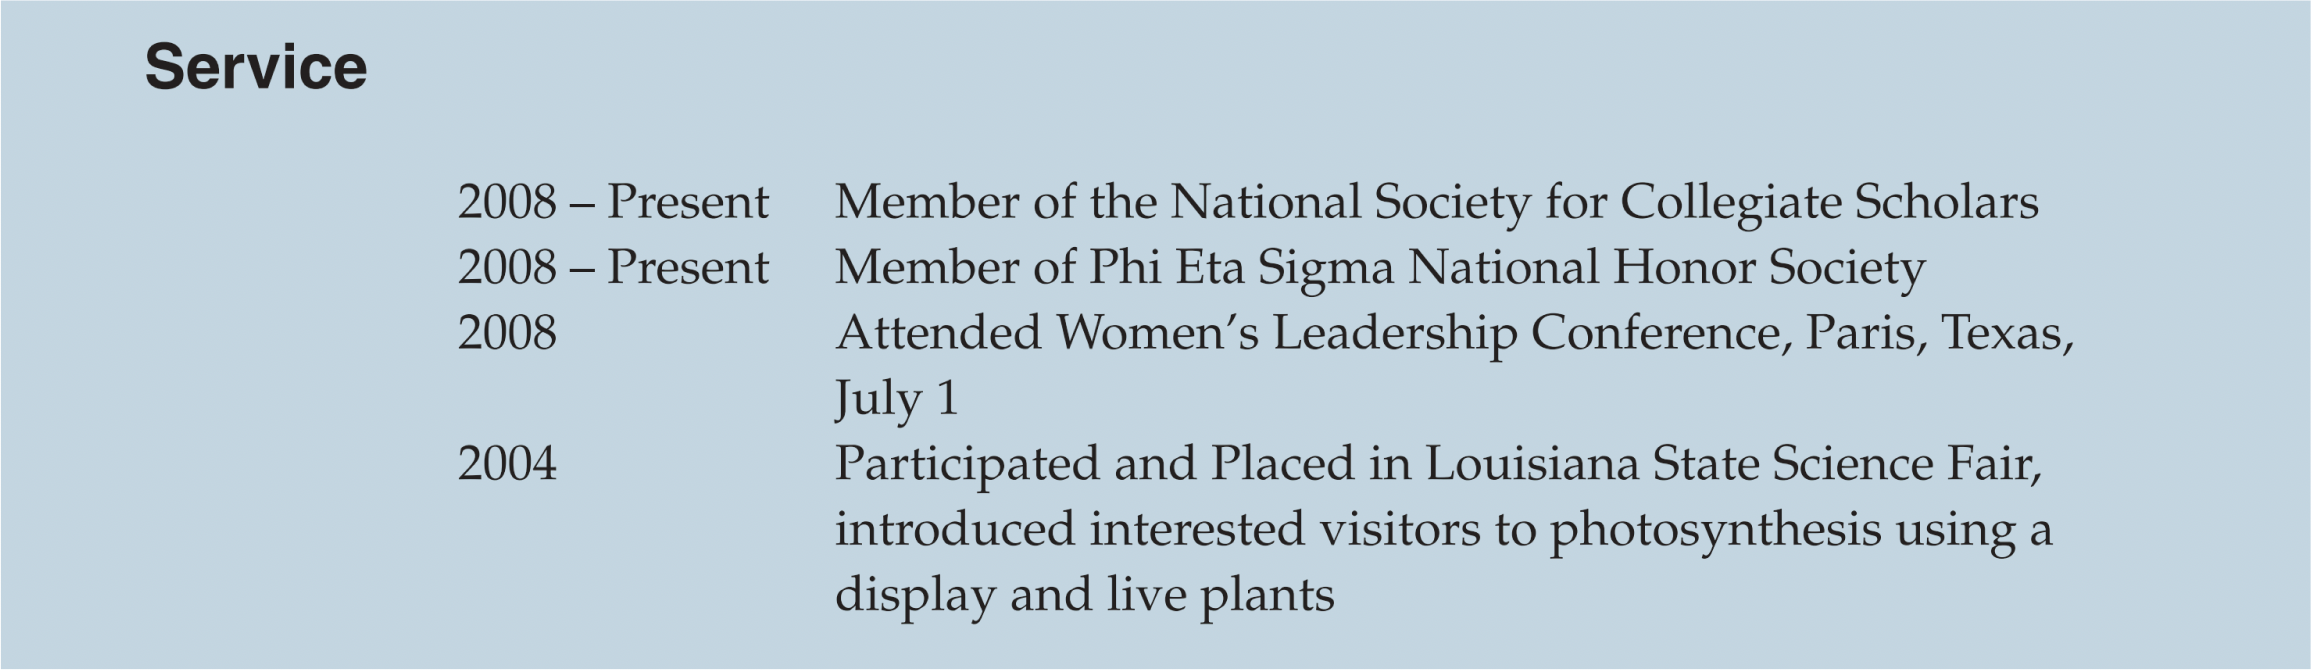 Service
2008 – Present Member of the National Society for Collegiate Scholars
2008 – Present Member of Phi Eta Sigma National Honor Society
2008 Attended Women’s Leadership Conference, Paris, Texas,
July 1
2004 Participated and Placed in Louisiana State Science Fair,
introduced interested visitors to photosynthesis using a
display and live plants